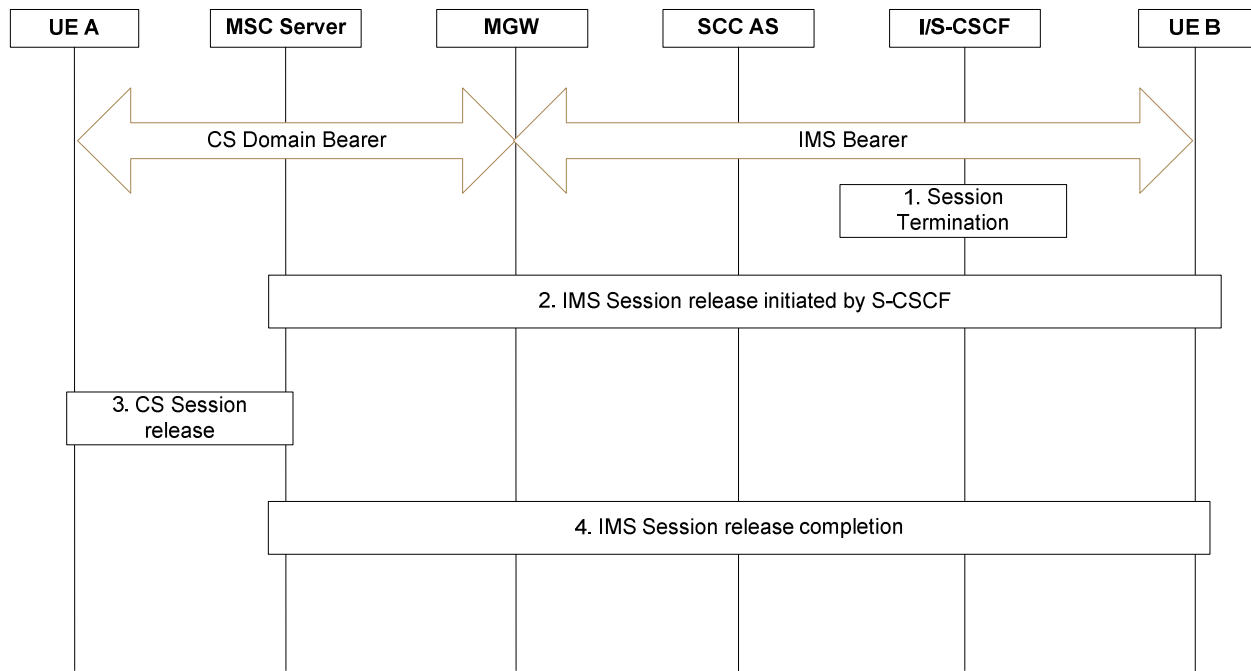 UE A
MSC Server
MGW
SCC AS
I/S-CSCF
UE B
CS Domain Bearer
IMS Bearer
1. Session
Termination
2. IMS Session release initiated by S-CSCF
3. CS Session
release
4. IMS Session release completion